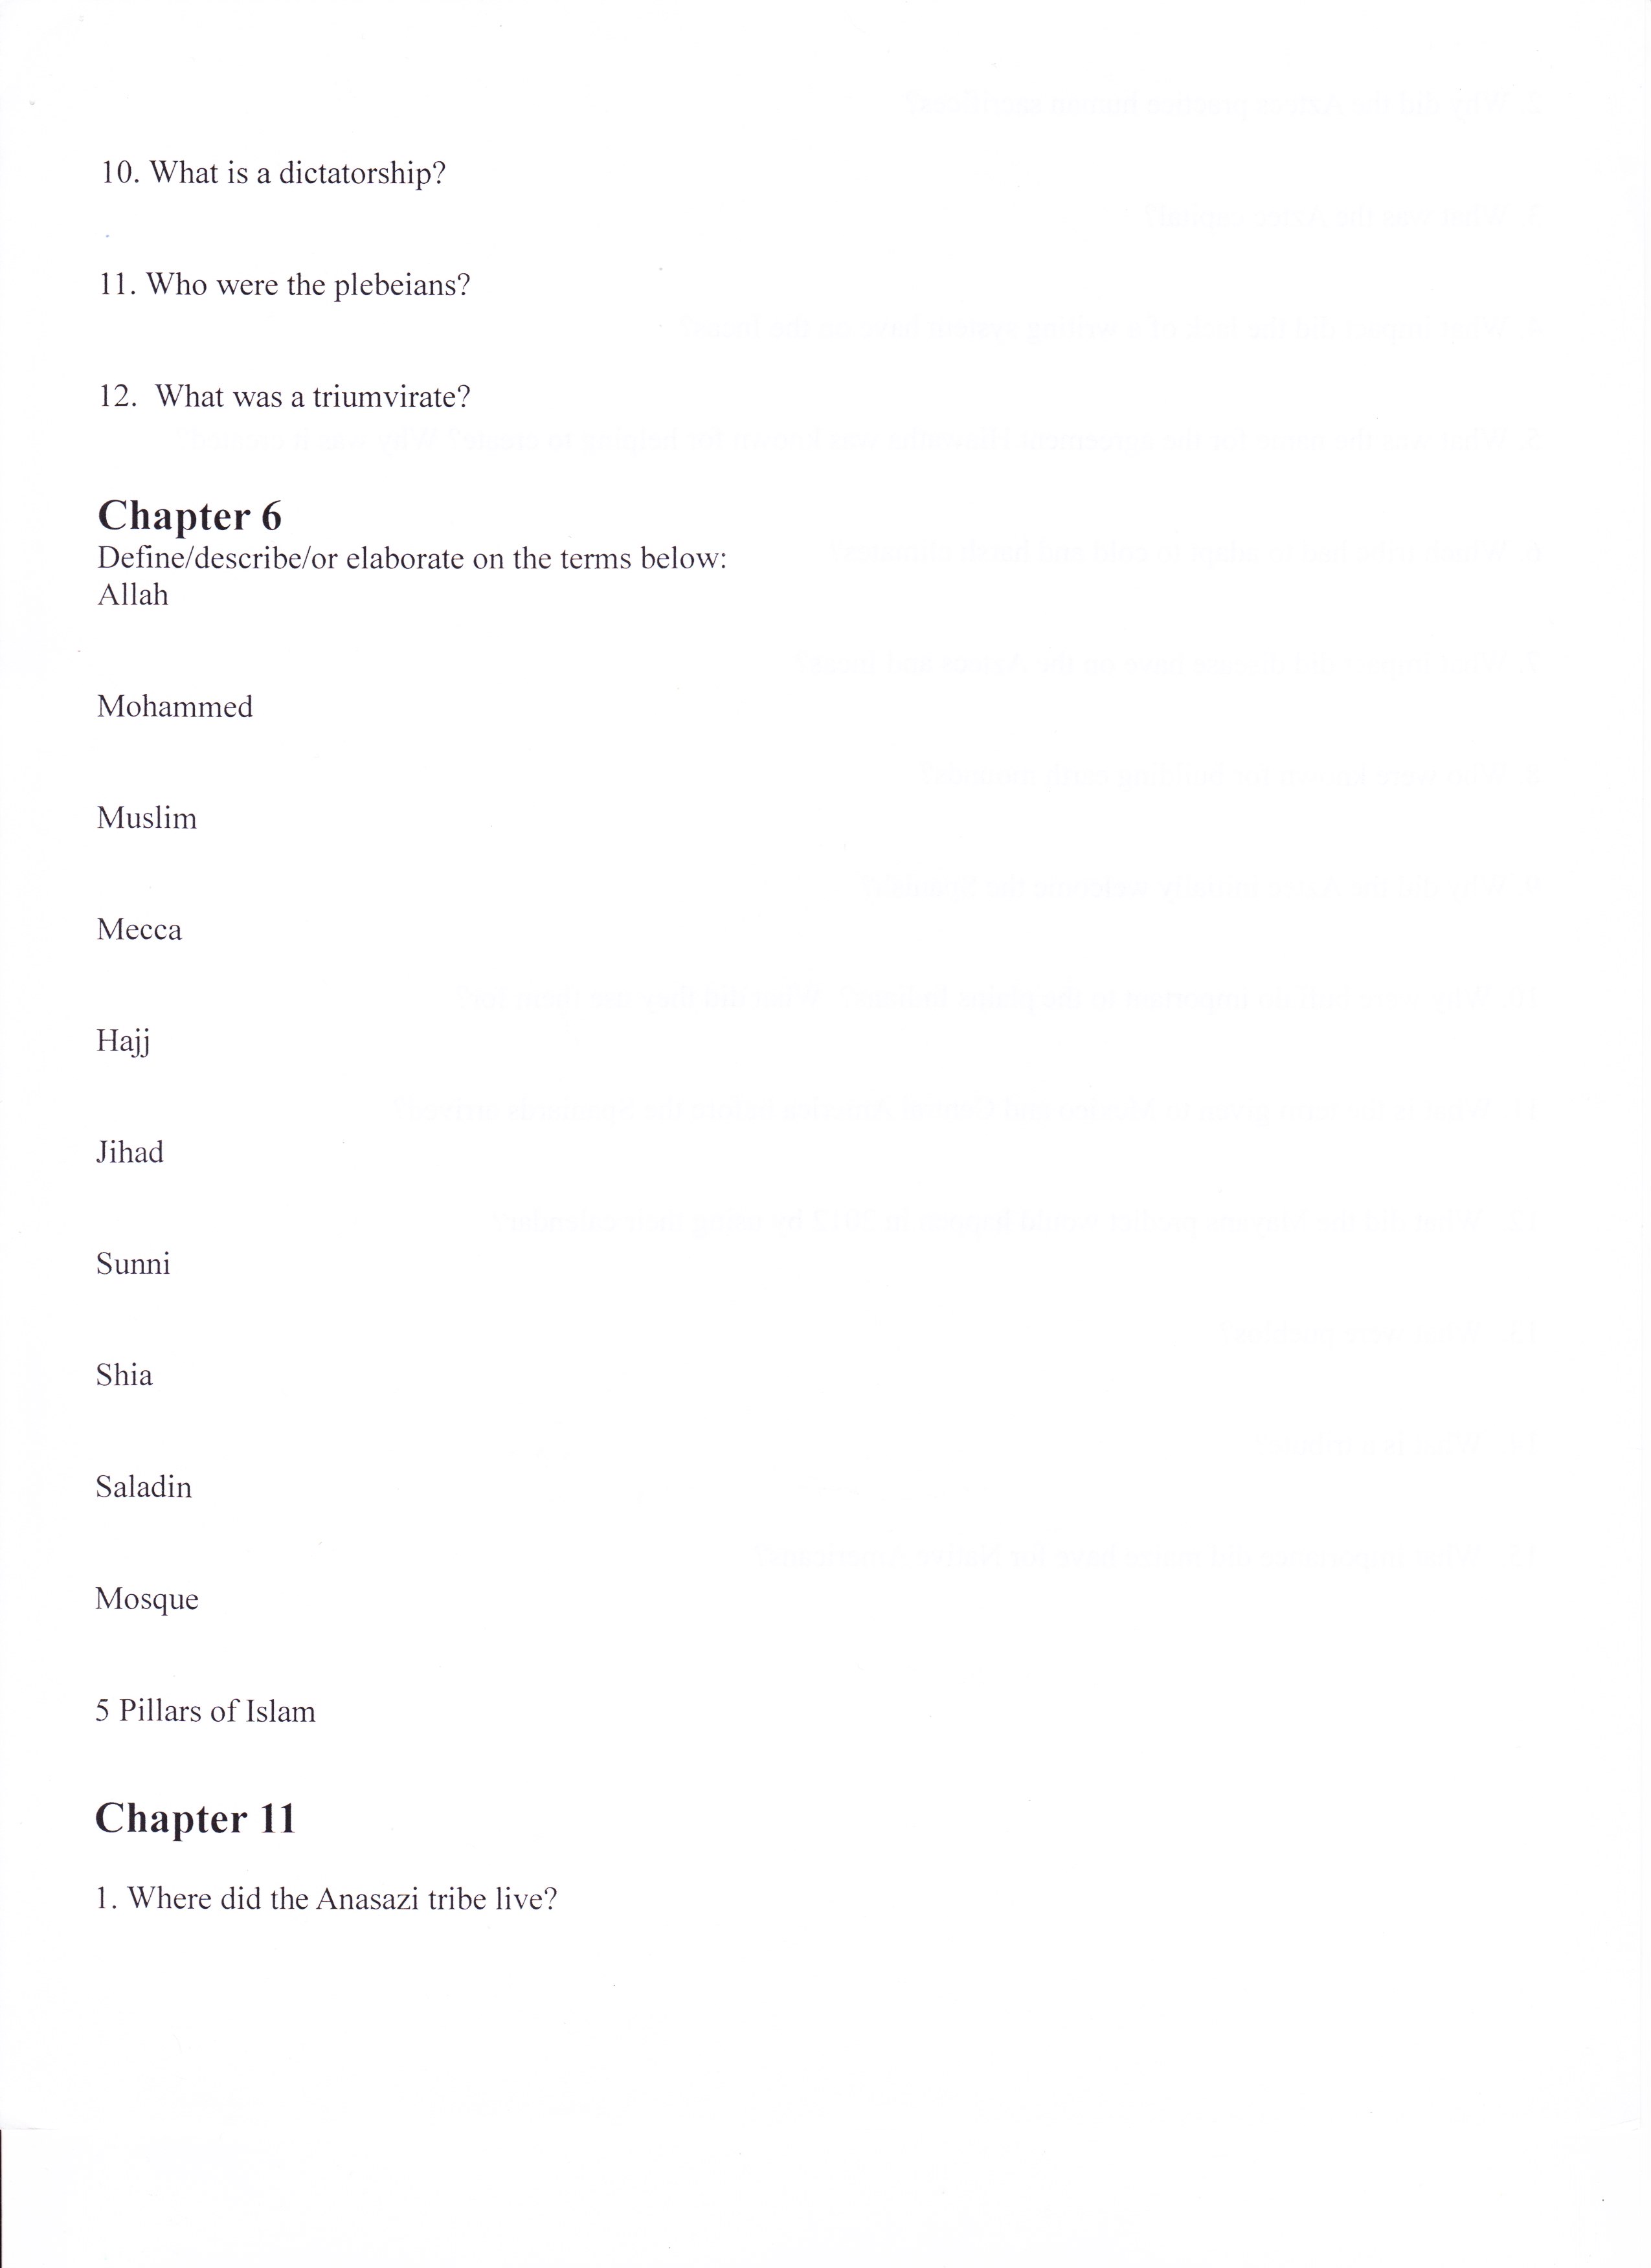 10. What is a dictatorship?
11. Who were the plebeians?
12.  What was a triumvirate?
Chapter 6
Define/describe/or elaborate on the terms below:
Allah
Mohammed
Muslim
Mecca
Hajj
Jihad
Sunni
Shia
Saladin
Mosque
5 Pillars of Islam
Chapter 11
1. Where did the Anasazi tribe live?